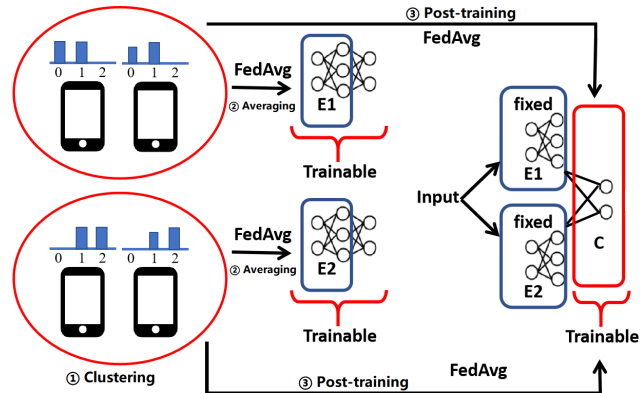 ③ Post-training
FedAvg
0 1 2 0 1 2
FedAvg
② Averaging
E1
Trainable
fixed
E1
Input
fixed
E2
C
Trainable
0 1 2 0 1 2
FedAvg
② Averaging
E2
Trainable
① Clustering
③ Post-training
FedAvg